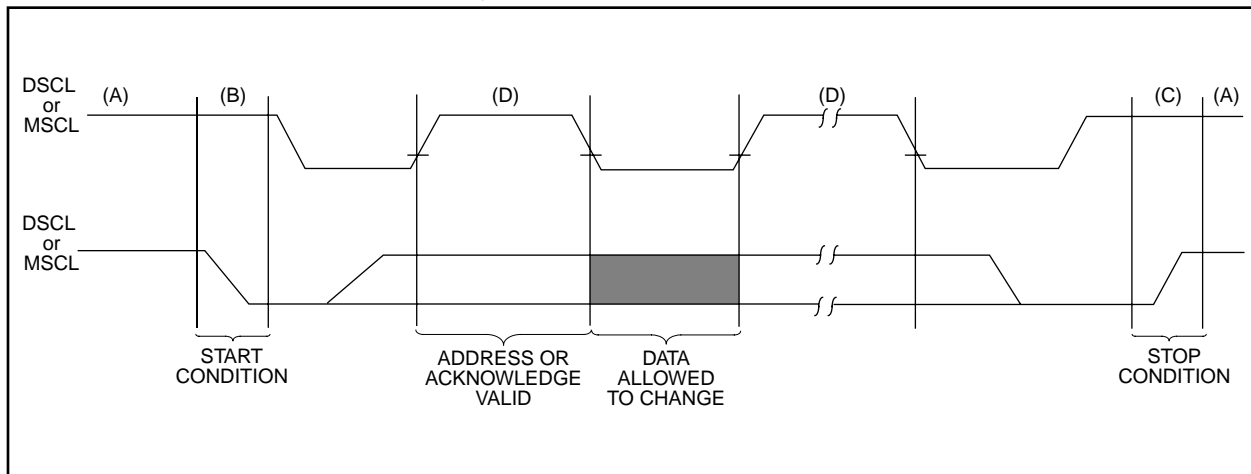 DSCL
or
MSCL
(A)
(B)
(D)
(D)
(C)
(A)
DSCL
or
MSCL
START
CONDITION
ADDRESS OR
ACKNOWLEDGE
VALID
DATA
ALLOWED
TO CHANGE
STOP
CONDITION